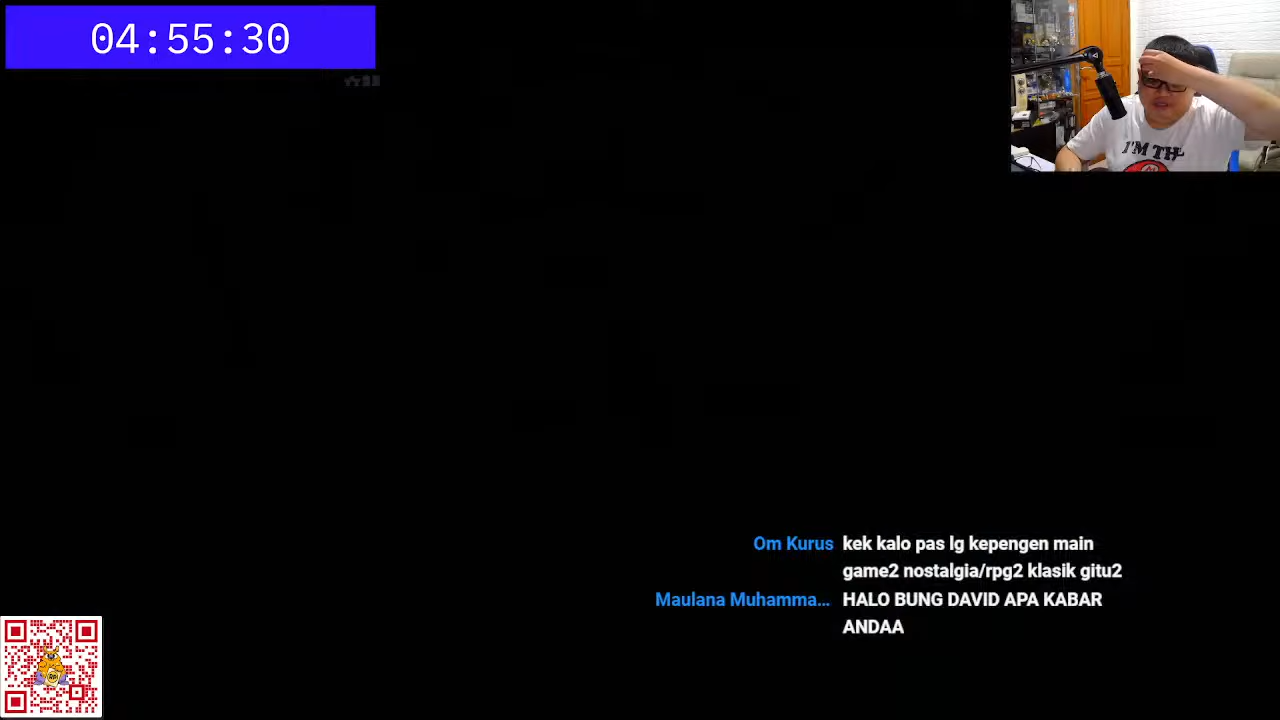 04:55:30
I'M TH
Om Kurus kek kalo pas lg kepengen main
game2 nostalgia/rpg2 klasik gitu2
Maulana Muhamma... HALO BUNG DAVID APA KABAR
ANDAA